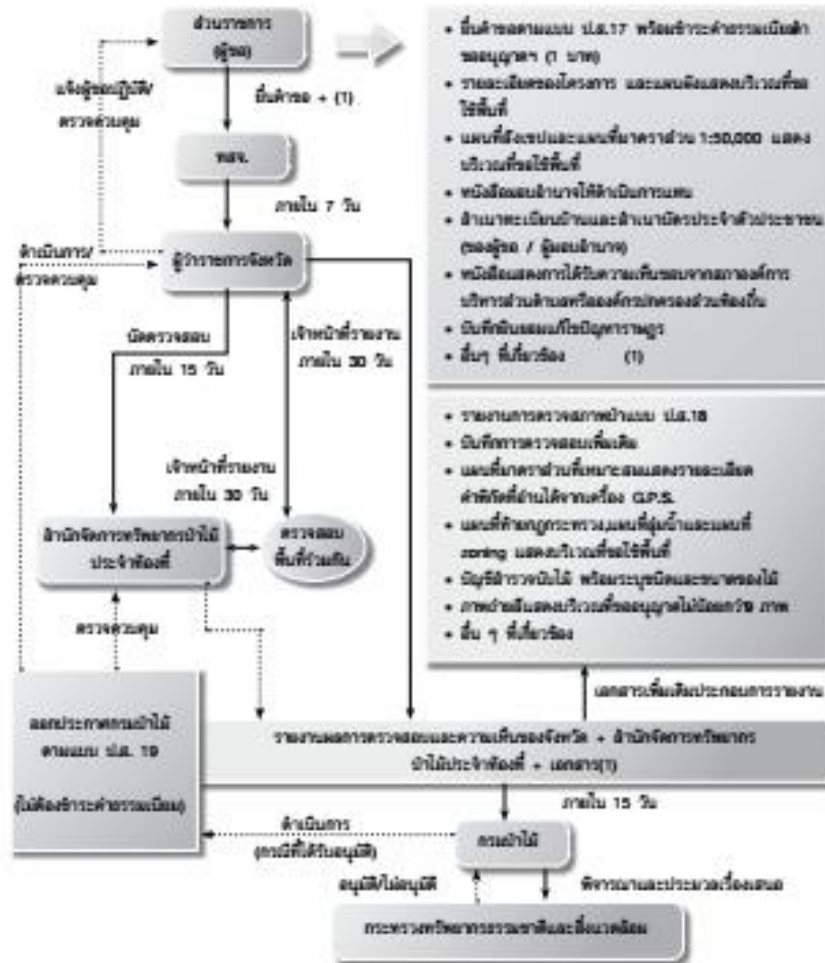 ส่วนราชการ
(ผู้ขอ)
ยื่นคำขอ + (1)
แจ้งผู้ขอปฏิบัติ/
ตรวจควบคุม
ทสจ.
ภายใน 7 วัน
ผู้ว่าราชการจังหวัด
ดำเนินการ/
ตรวจควบคุม
นัดตรวจสอบ
ภายใน 15 วัน
เจ้าหน้าที่รายงาน
ภายใน 30 วัน
เจ้าหน้าที่รายงาน
ภายใน 30 วัน
สำนักจัดการทรัพยากรป่าไม้
ประจำท้องที่
ตรวจสอบ
พื้นที่ร่วมกัน
ตรวจควบคุม
• ยื่นคำขอตามแบบ ป.ส.17 พร้อมชำระค่าธรรมเนียมคำ
ขออนุญาตฯ (1 บาท)
• รายละเอียดของโครงการ และแผนผังแสดงบริเวณที่ขอ
ใช้พื้นที่
• แผนที่สังเขปและแผนที่มาตราส่วน 1:50,000 แสดง
บริเวณที่ขอใช้พื้นที่
• หนังสือมอบอำนาจให้ดำเนินการแทน
• สำเนาทะเบียนบ้านและสำเนาบัตรประจำตัวประชาชน
(ของผู้ขอ / ผู้มอบอำนาจ)
• หนังสือแสดงการได้รับความเห็นชอบจากสภาองค์การ
บริหารส่วนตำบลหรือองค์กรปกครองส่วนท้องถิ่น
• บันทึกยินยอมแก้ไขปัญหาราษฎร
• อื่นๆ ที่เกี่ยวข้อง (1)
• รายงานการตรวจสภาพป่าแบบ ป.ส.18
• บันทึกการตรวจสอบเพิ่มเติม
• แผนที่มาตราส่วนที่เหมาะสมแสดงรายละเอียด
ค่าพิกัดที่อ่านได้จากเครื่อง G.P.S.
• แผนที่ท้ายกฎกระทรวง,แผนที่ลุ่มน้ำและแผนที่
zoning แสดงบริเวณที่ขอใช้พื้นที่
• บัญชีสำรวจนับไม้ พร้อมระบุชนิดและขนาดของไม้
• ภาพถ่ายสีแสดงบริเวณที่ขออนุญาตไม่น้อยกว่า9 ภาพ
• อื่น ๆ ที่เกี่ยวข้อง
เอกสารเพิ่มเติมประกอบการรายงาน
รายงานผลการตรวจสอบและความเห็นของจังหวัด + สำนักจัดการทรัพยากร
ป่าไม้ประจำท้องที่ + เอกสาร(1)
ออกประกาศกรมป่าไม้
ตามแบบ ป.ส. 19
(ไม่ต้องชำระค่าธรรมเนียม)
ภายใน 15 วัน
ดำเนินการ
(กรณีที่ได้รับอนุมัติ)
กรมป่าไม้
อนุมัติ/ไม่อนุมัติ
พิจารณาและประมวลเรื่องเสนอ
กระทรวงทรัพยากรธรรมชาติและสิ่งแวดล้อม